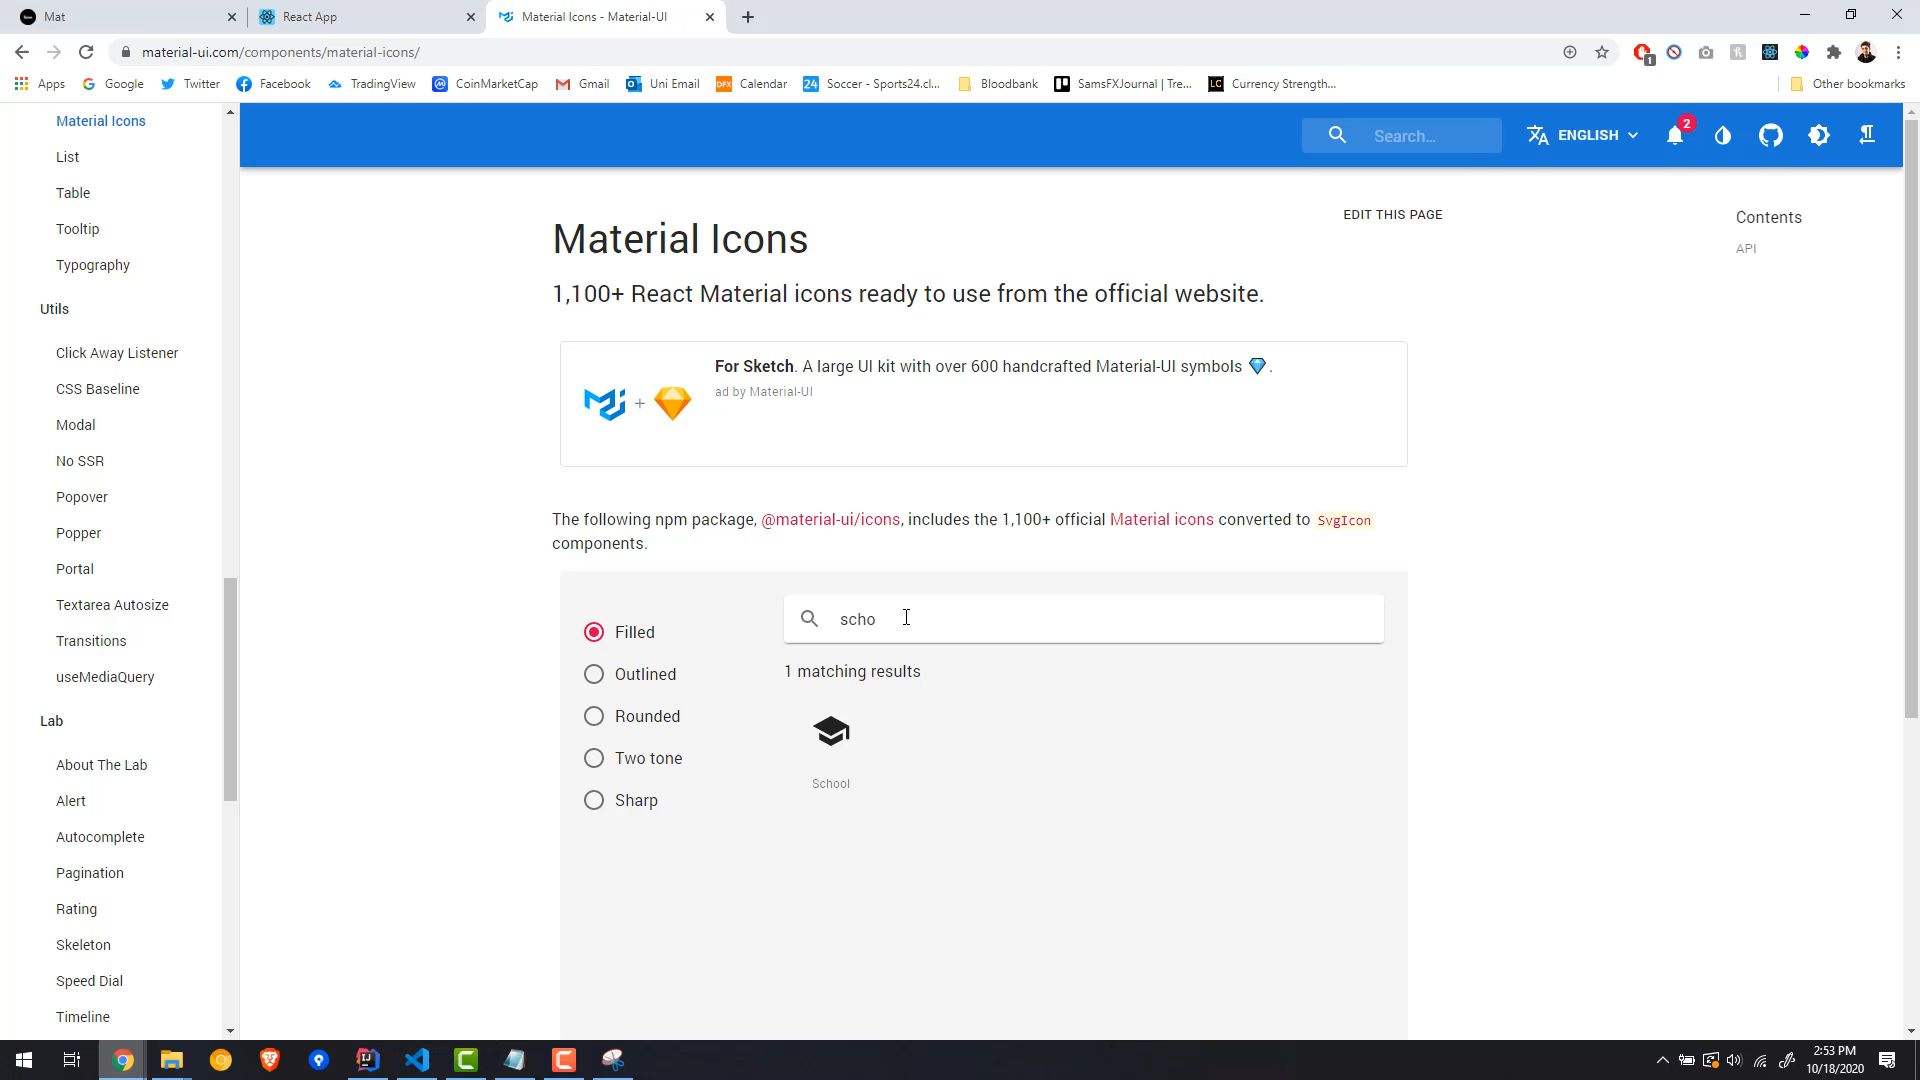 Mat
React App
Material Icons - Material-UI
material-ui.com/components/material-icons/
1
Apps
Google
Twitter
Facebook
TradingView
CoinMarketCap
Gmail
Uni Email
DFX
Calendar
24
Soccer - Sports24.cl...
Bloodbank
SamsFXJournal | Tre...
LC
Currency Strength...
Other bookmarks
Search...
ENGLISH
2
Material Icons
List
Table
Tooltip
Typography
Utils
Click Away Listener
CSS Baseline
Modal
No SSR
Popover
Popper
Portal
Textarea Autosize
Transitions
useMediaQuery
Lab
About The Lab
Alert
Autocomplete
Pagination
Rating
Skeleton
Speed Dial
Timeline
EDIT THIS PAGE
Material Icons
1,100+ React Material icons ready to use from the official website.
+
For Sketch. A large UI kit with over 600 handcrafted Material-UI symbols 💎.
ad by Material-UI
The following npm package, @material-ui/icons, includes the 1,100+ official Material icons converted to SvgIcon
components.
Filled
Outlined
Rounded
Two tone
Sharp
scho
1 matching results
School
Contents
API
2:53 PM
10/18/2020